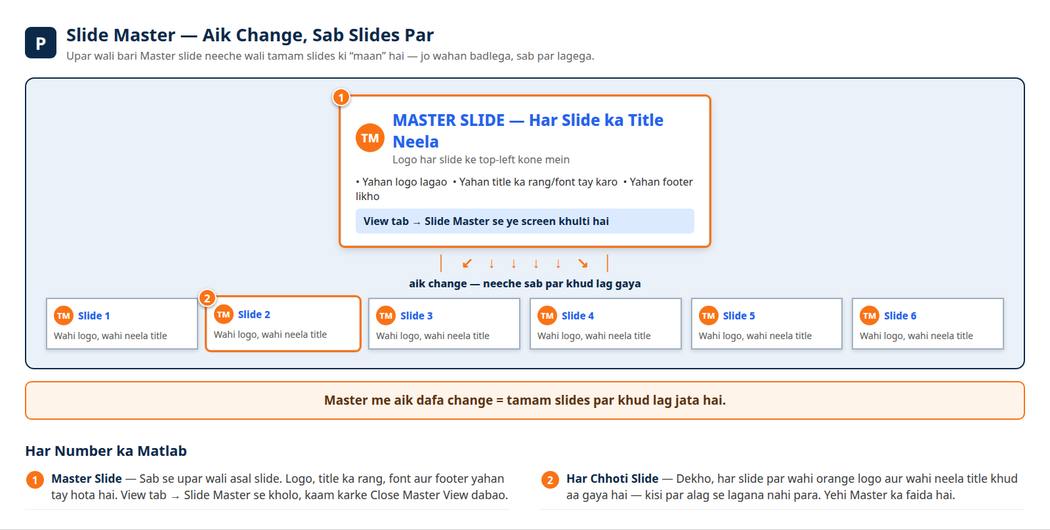 P
Slide Master — Aik Change, Sab Slides Par
Upar wali bari Master slide neeche wali tamam slides ki “maan” hai — jo wahan badlega, sab par lagega.
1
TM
MASTER SLIDE — Har Slide ka Title
Neela
Logo har slide ke top-left kone mein
• Yahan logo lagao • Yahan title ka rang/font tay karo • Yahan footer
likho
View tab → Slide Master se ye screen khulti hai
│ ↙ ↓ ↓ ↓ ↓ ↘ │
aik change — neeche sab par khud lag gaya
TM Slide 1
Wahi logo, wahi neela title
2
TM Slide 2
Wahi logo, wahi neela title
TM Slide 3
Wahi logo, wahi neela title
TM Slide 4
Wahi logo, wahi neela title
TM Slide 5
Wahi logo, wahi neela title
TM Slide 6
Wahi logo, wahi neela title
Master me aik dafa change = tamam slides par khud lag jata hai.
Har Number ka Matlab
1 Master Slide — Sab se upar wali asal slide. Logo, title ka rang, font aur footer yahan
tay hota hai. View tab → Slide Master se kholo, kaam karke Close Master View dabao.
2 Har Chhoti Slide — Dekho, har slide par wahi orange logo aur wahi neela title khud
aa gaya hai — kisi par alag se lagana nahi para. Yehi Master ka faida hai.